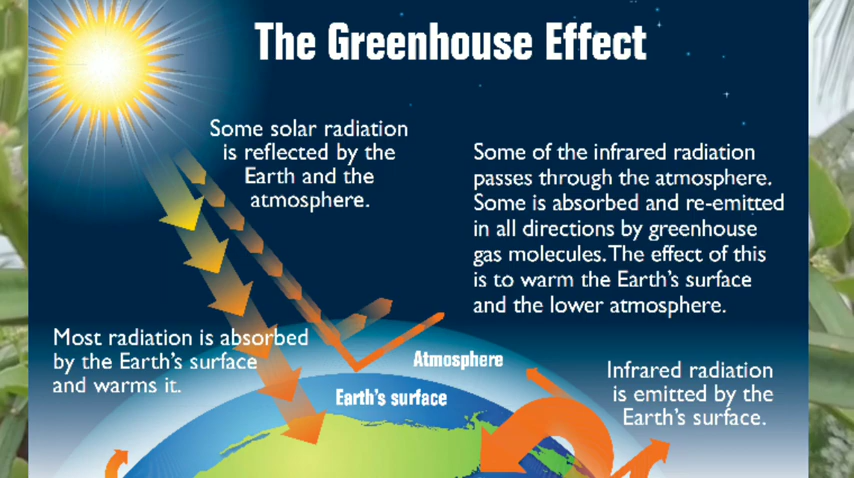 The Greenhouse Effect
Some solar radiation
is reflected by the
Earth and the
atmosphere.
Some of the infrared radiation
passes through the atmosphere.
Some is absorbed and re-emitted
in all directions by greenhouse
gas molecules. The effect of this
is to warm the Earth's surface
and the lower atmosphere.
Most radiation is absorbed
by the Earth's surface
and warms it.
Atmosphere
Earth's surface
Infrared radiation
is emitted by the
Earth's surface.